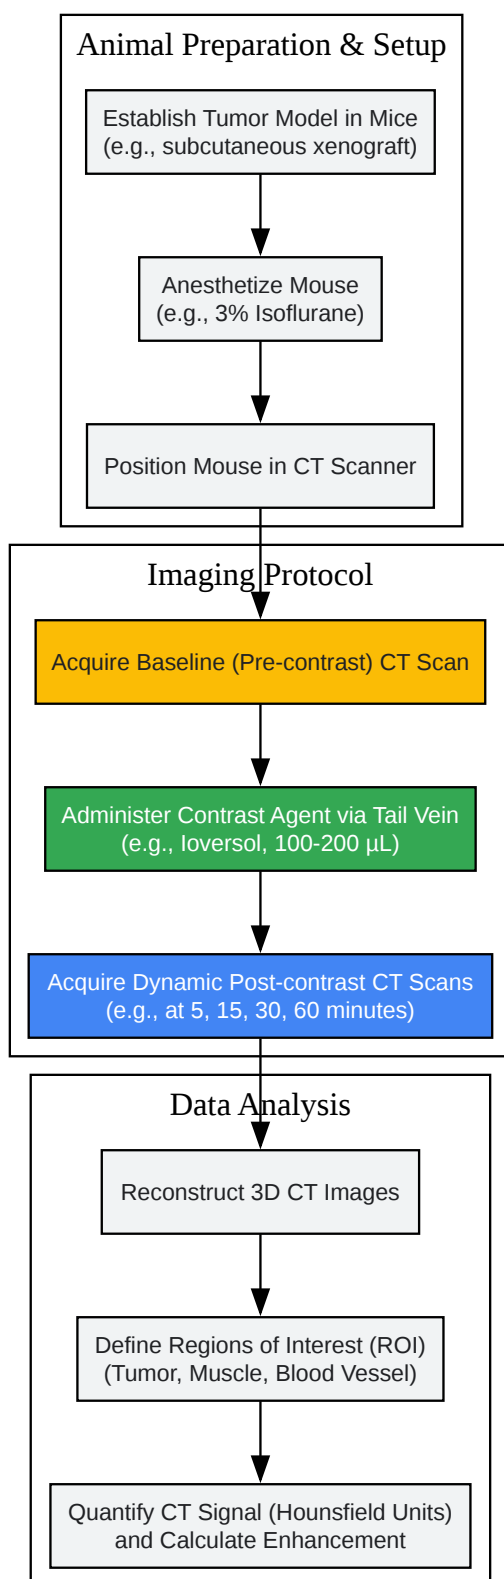 Animal Preparation & Setup
Establish Tumor Model in Mice
(e.g., subcutaneous xenograft)
Anesthetize Mouse
(e.g., 3% Isoflurane)
Position Mouse in CT Scanner
Imaging Protocol
Acquire Baseline (Pre-contrast) CT Scan
Administer Contrast Agent via Tail Vein
(e.g., Ioversol, 100-200 µL)
Acquire Dynamic Post-contrast CT Scans
(e.g., at 5, 15, 30, 60 minutes)
Data Analysis
Reconstruct 3D CT Images
Define Regions of Interest (ROI)
(Tumor, Muscle, Blood Vessel)
Quantify CT Signal (Hounsfield Units)
and Calculate Enhancement